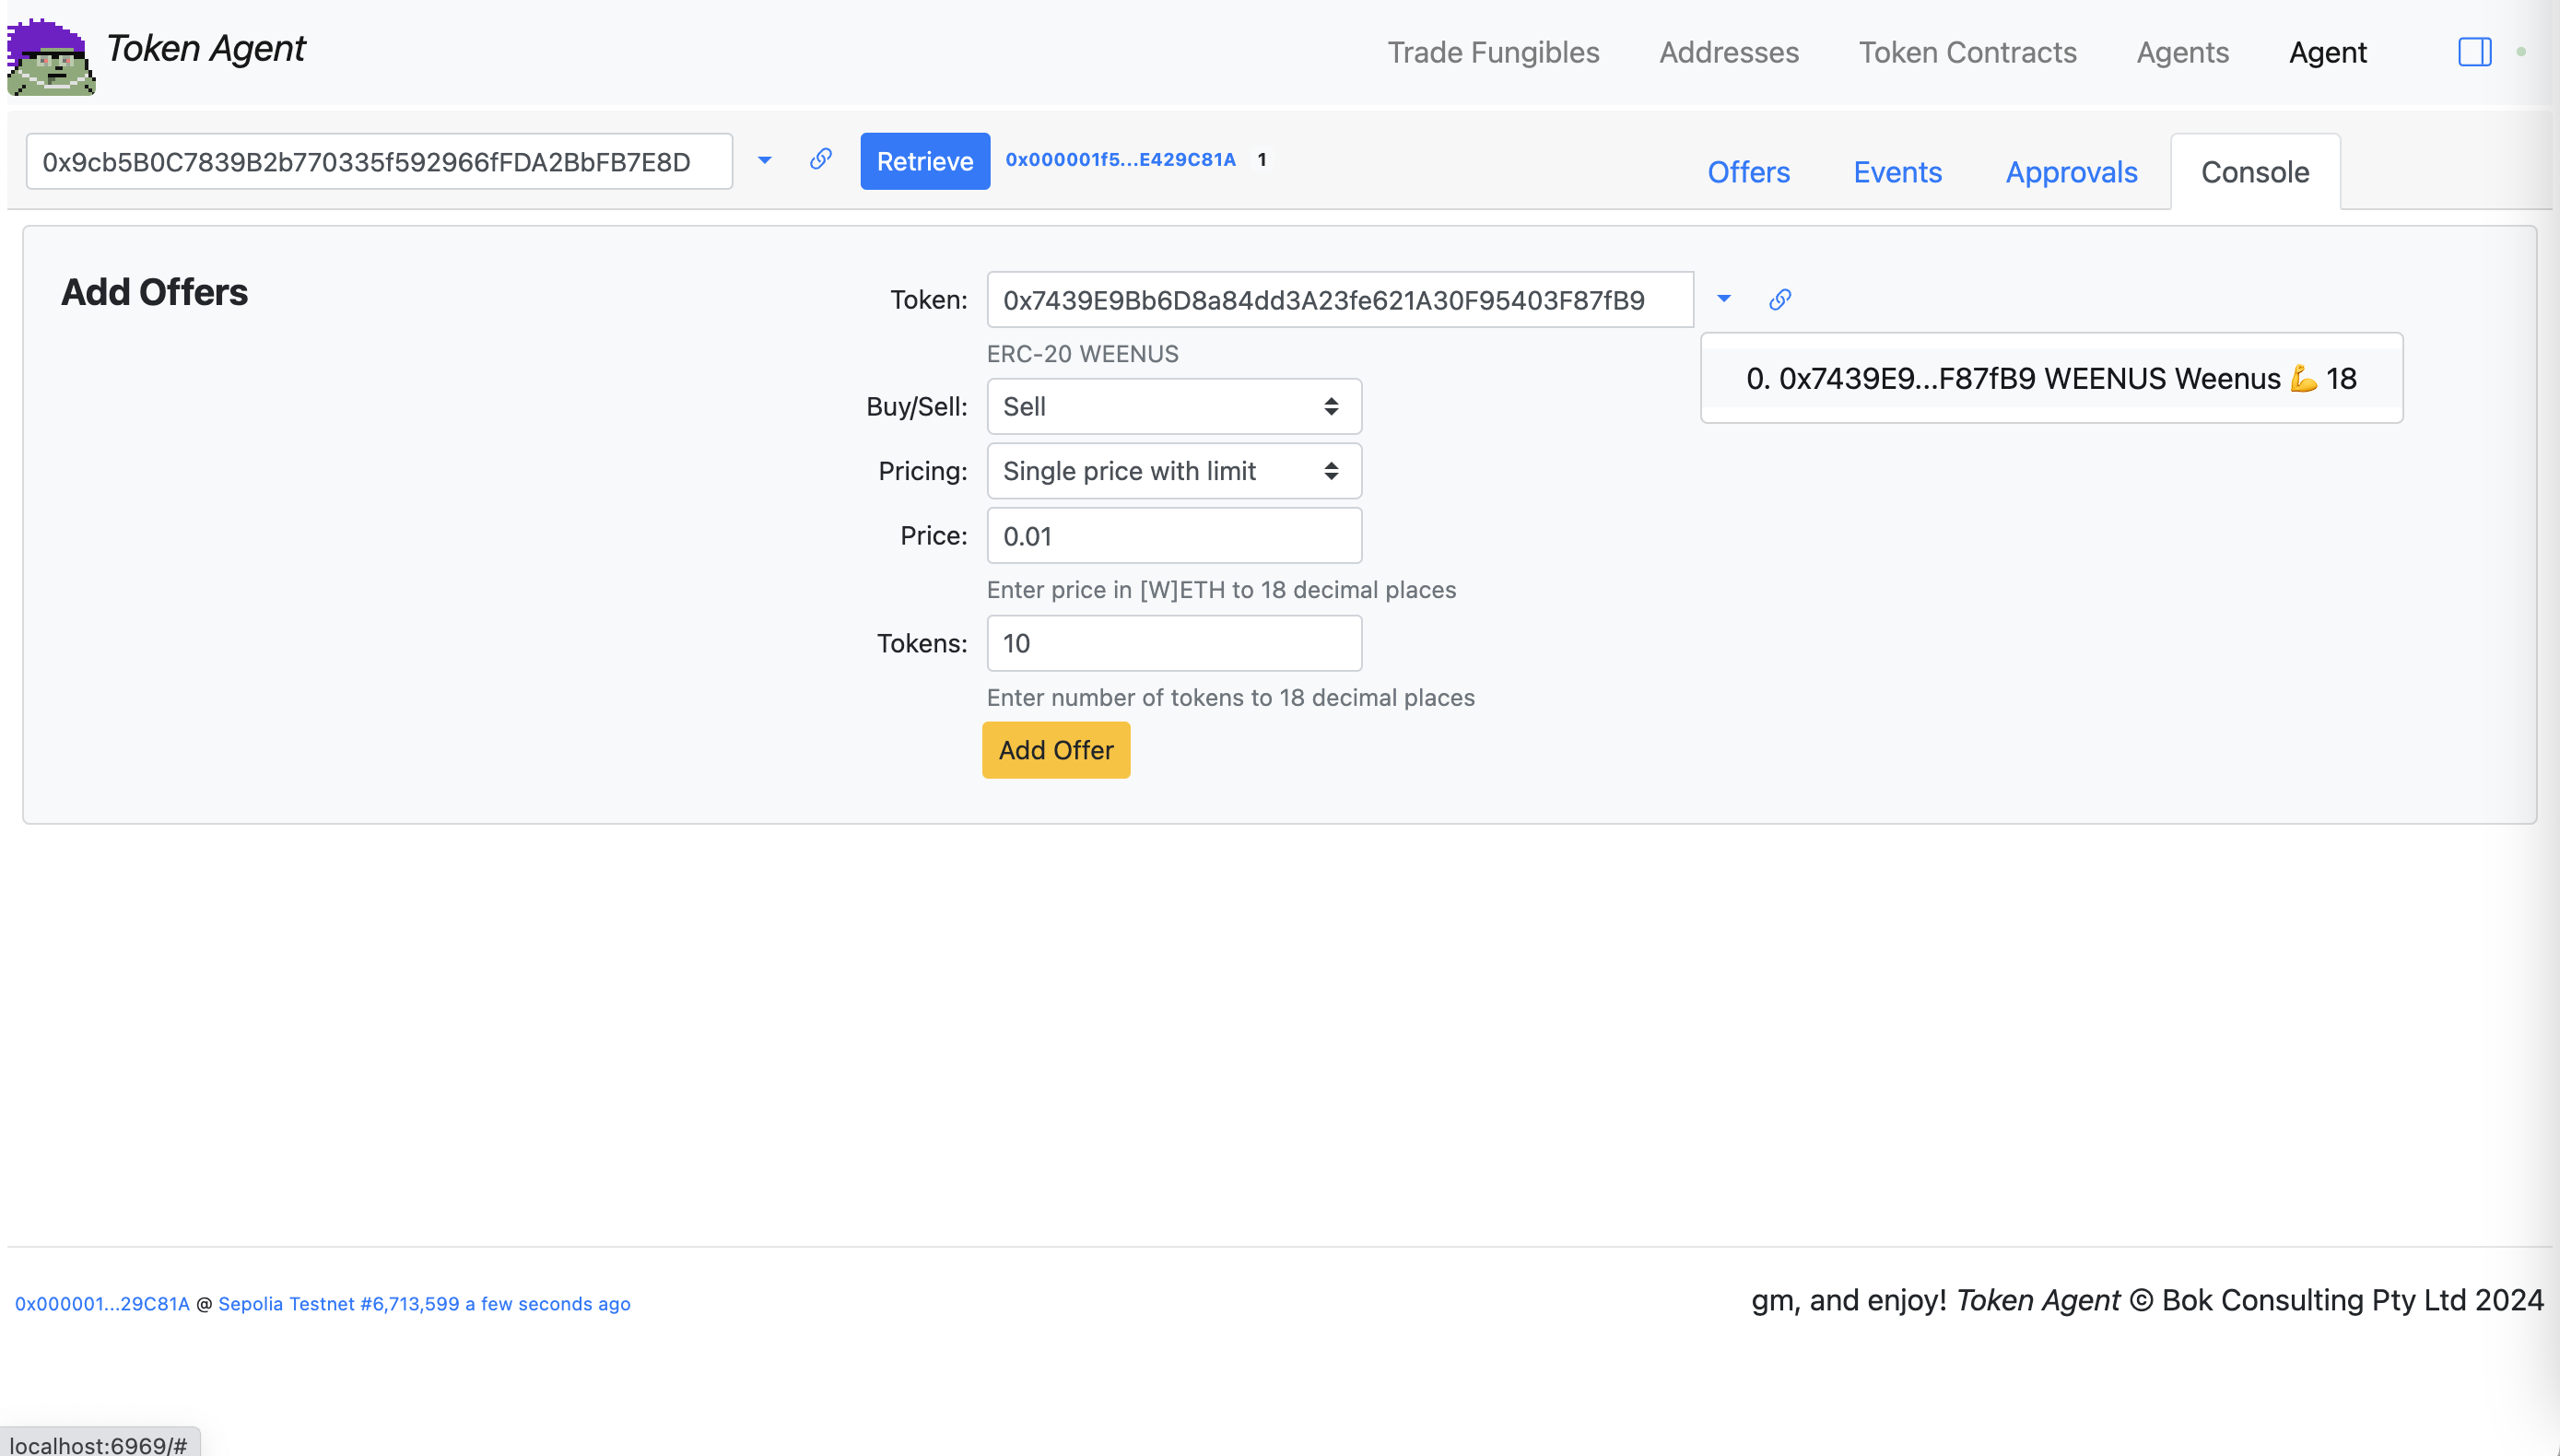 Token Agent
Trade Fungibles Addresses Token Contracts Agents Agent
0x9cb5B0C7839B2b770335f592966fFDA2BbFB7E8D Retrieve 0x000001f5...E429C81A 1
Offers Events Approvals Console
Add Offers
Token: 0x7439E9Bb6D8a84dd3A23fe621A30F95403F87fB9
ERC-20 WEENUS
0. 0x7439E9...F87fB9 WEENUS Weenus 💪 18
Buy/Sell: Sell
Pricing: Single price with limit
Price: 0.01
Enter price in [W]ETH to 18 decimal places
Tokens: 10
Enter number of tokens to 18 decimal places
Add Offer
0x000001...29C81A @ Sepolia Testnet #6,713,599 a few seconds ago
gm, and enjoy! Token Agent © Bok Consulting Pty Ltd 2024
localhost:6969/#